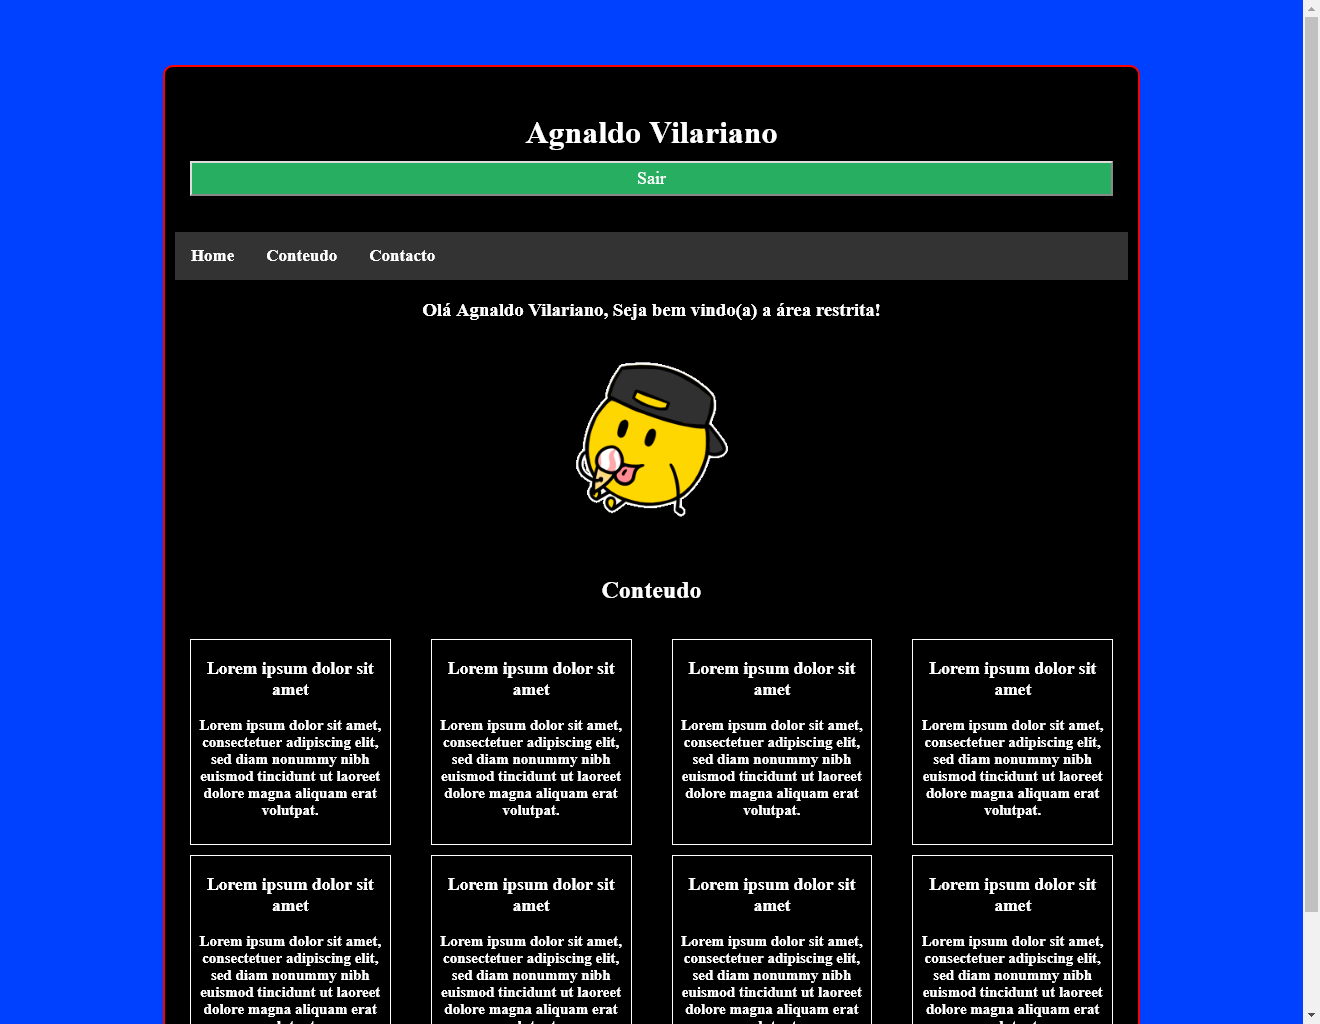 Agnaldo Vilariano
Sair
Home Conteudo Contacto
Olá Agnaldo Vilariano, Seja bem vindo(a) a área restrita!
Conteudo
Lorem ipsum dolor sit
amet
Lorem ipsum dolor sit amet,
consectetuer adipiscing elit,
sed diam nonummy nibh
euismod tincidunt ut laoreet
dolore magna aliquam erat
volutpat.
Lorem ipsum dolor sit
amet
Lorem ipsum dolor sit amet,
consectetuer adipiscing elit,
sed diam nonummy nibh
euismod tincidunt ut laoreet
dolore magna aliquam erat
volutpat.
Lorem ipsum dolor sit
amet
Lorem ipsum dolor sit amet,
consectetuer adipiscing elit,
sed diam nonummy nibh
euismod tincidunt ut laoreet
dolore magna aliquam erat
volutpat.
Lorem ipsum dolor sit
amet
Lorem ipsum dolor sit amet,
consectetuer adipiscing elit,
sed diam nonummy nibh
euismod tincidunt ut laoreet
dolore magna aliquam erat
volutpat.
Lorem ipsum dolor sit
amet
Lorem ipsum dolor sit amet,
consectetuer adipiscing elit,
sed diam nonummy nibh
euismod tincidunt ut laoreet
dolore magna aliquam erat
Lorem ipsum dolor sit
amet
Lorem ipsum dolor sit amet,
consectetuer adipiscing elit,
sed diam nonummy nibh
euismod tincidunt ut laoreet
dolore magna aliquam erat
Lorem ipsum dolor sit
amet
Lorem ipsum dolor sit amet,
consectetuer adipiscing elit,
sed diam nonummy nibh
euismod tincidunt ut laoreet
dolore magna aliquam erat
Lorem ipsum dolor sit
amet
Lorem ipsum dolor sit amet,
consectetuer adipiscing elit,
sed diam nonummy nibh
euismod tincidunt ut laoreet
dolore magna aliquam erat